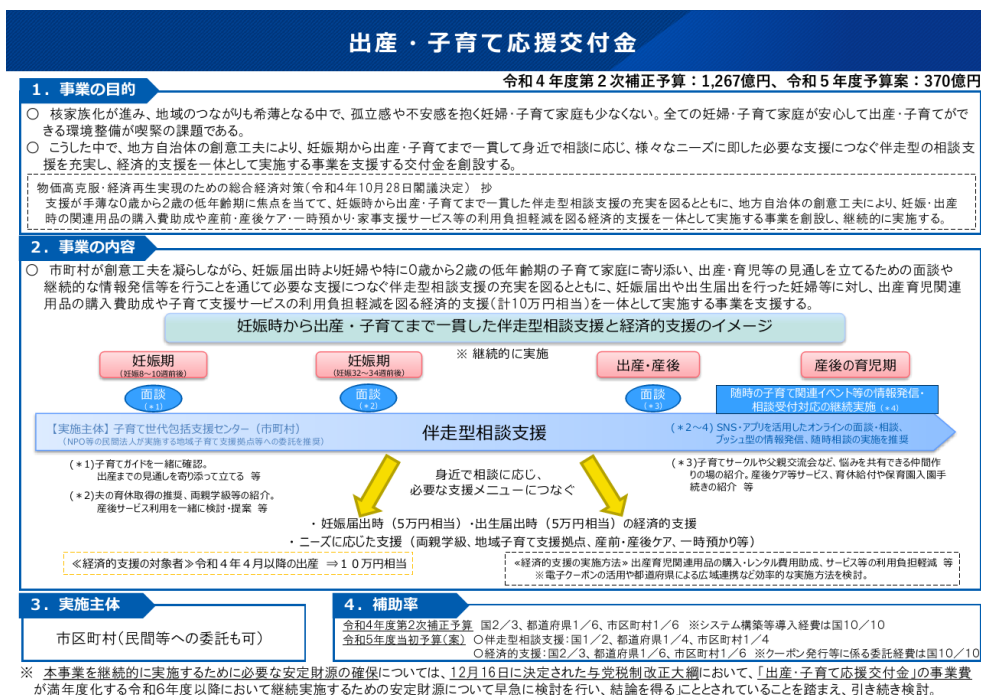 出産・子育て応援交付金
令和４年度第２次補正予算：1,267億円、令和５年度予算案：370億円
１．事業の目的
○ 核家族化が進み、地域のつながりも希薄となる中で、孤立感や不安感を抱く妊婦・子育て家庭も少なくない。全ての妊婦・子育て家庭が安心して出産・子育てがで
きる環境整備が喫緊の課題である。
○ こうした中で、地方自治体の創意工夫により、妊娠期から出産・子育てまで一貫して身近で相談に応じ、様々なニーズに即した必要な支援につなぐ伴走型の相談支
援を充実し、経済的支援を一体として実施する事業を支援する交付金を創設する。
物価高克服・経済再生実現のための総合経済対策（令和4年10月28日閣議決定） 抄
支援が手薄な0歳から2歳の低年齢期に焦点を当てて、妊娠時から出産・子育てまで一貫した伴走型相談支援の充実を図るとともに、地方自治体の創意工夫により、妊娠・出産
時の関連用品の購入費助成や産前・産後ケア・一時預かり・家事支援サービス等の利用負担軽減を図る経済的支援を一体として実施する事業を創設し、継続的に実施する。
２．事業の内容
○ 市町村が創意工夫を凝らしながら、妊娠届出時より妊婦や特に0歳から2歳の低年齢期の子育て家庭に寄り添い、出産・育児等の見通しを立てるための面談や
継続的な情報発信等を行うことを通じて必要な支援につなぐ伴走型相談支援の充実を図るとともに、妊娠届出や出生届出を行った妊婦等に対し、出産育児関連
用品の購入費助成や子育て支援サービスの利用負担軽減を図る経済的支援（計10万円相当）を一体として実施する事業を支援する。
妊娠時から出産・子育てまで一貫した伴走型相談支援と経済的支援のイメージ
※ 継続的に実施
妊娠期
（妊娠8～10週前後）
妊娠期
（妊娠32～34週前後）
出産・産後
産後の育児期
面談
（＊1）
面談
（＊2）
面談
（＊3）
随時の子育て関連イベント等の情報発信・
相談受付対応の継続実施（＊4）
【実施主体】子育て世代包括支援センター（市町村）
（NPO等の民間法人が実施する地域子育て支援拠点等への委託を推奨）
伴走型相談支援
（＊2～4）SNS・アプリを活用したオンラインの面談・相談、
プッシュ型の情報発信、随時相談の実施を推奨
（＊1）子育てガイドを一緒に確認。
出産までの見通しを寄り添って立てる 等
（＊2）夫の育休取得の推奨、両親学級等の紹介。
産後サービス利用を一緒に検討・提案 等
身近で相談に応じ、
必要な支援メニューにつなぐ
（＊3）子育てサークルや父親交流会など、悩みを共有できる仲間作
りの場の紹介。産後ケア等サービス、育休給付や保育園入園手
続きの紹介 等
・妊娠届出時（5万円相当）・出生届出時（5万円相当）の経済的支援
・ニーズに応じた支援（両親学級、地域子育て支援拠点、産前・産後ケア、一時預かり等）
≪経済的支援の対象者≫令和４年４月以降の出産 ⇒１０万円相当
≪経済的支援の実施方法≫ 出産育児関連用品の購入・レンタル費用助成、サービス等の利用負担軽減 等
※電子クーポンの活用や都道府県による広域連携など効率的な実施方法を検討。
３．実施主体
市区町村（民間等への委託も可）
４．補助率
令和4年度第2次補正予算 国2／3、都道府県1／6、市区町村1／6 ※システム構築等導入経費は国10／10
令和5年度当初予算（案） ○伴走型相談支援：国1／2、都道府県1／4、市区町村1／4
○経済的支援：国2／3、都道府県1／6、市区町村1／6 ※クーポン発行等に係る委託経費は国10／10
※ 本事業を継続的に実施するために必要な安定財源の確保については、12月16日に決定された与党税制改正大綱において、「出産・子育て応援交付金」の事業費
が満年度化する令和6年度以降において継続実施するための安定財源について早急に検討を行い、結論を得る」こととされていることを踏まえ、引き続き検討。